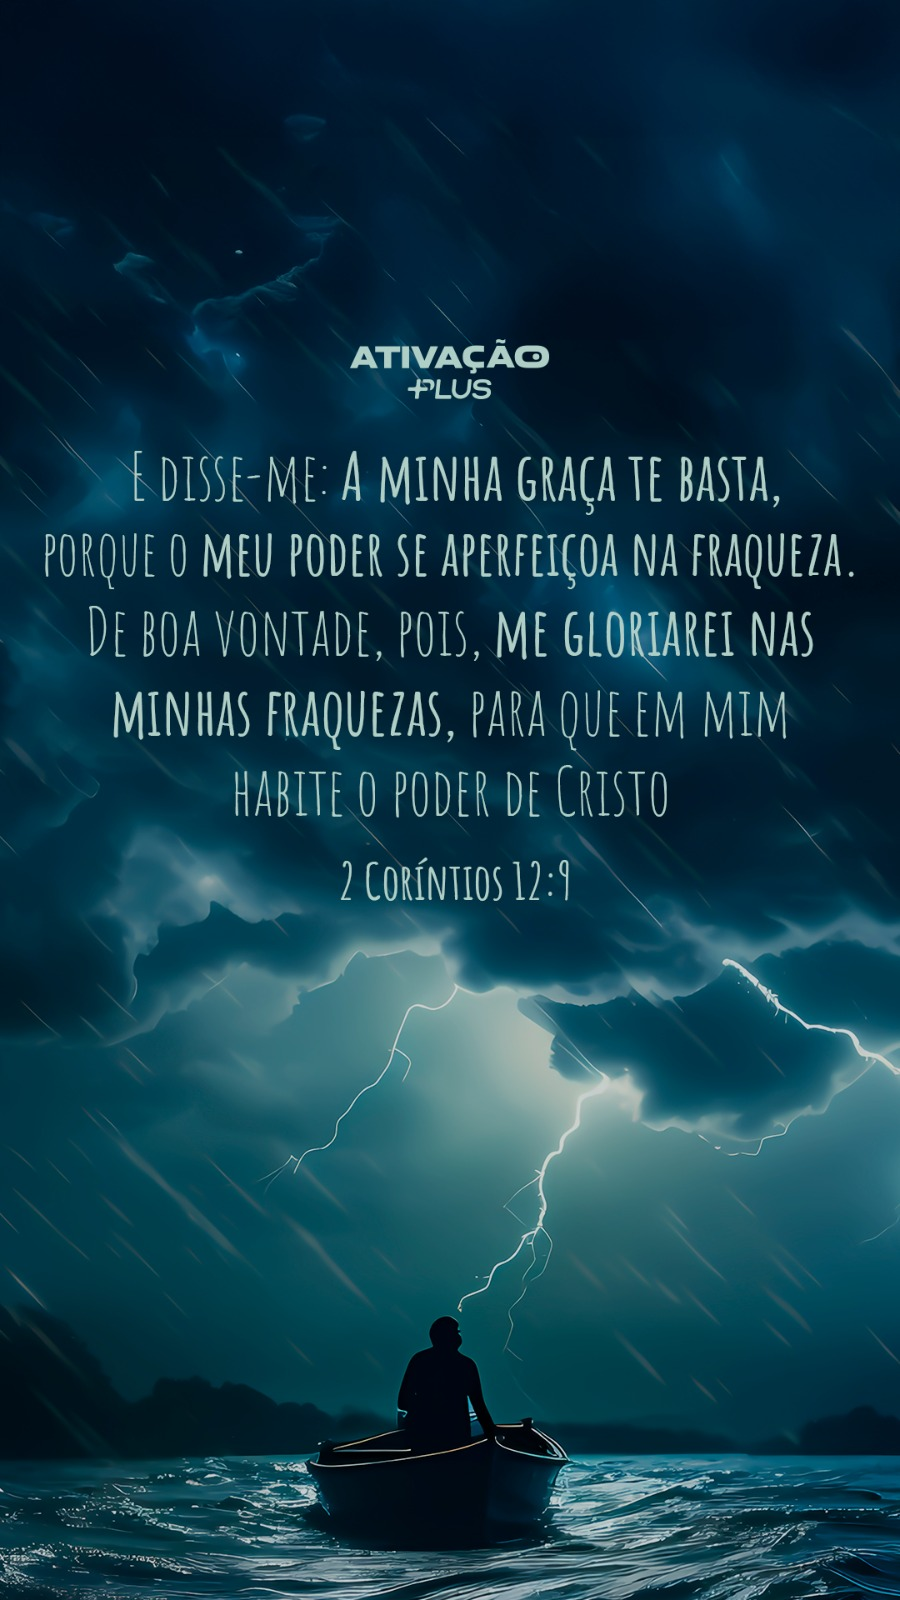 ATIVAÇÃO
+PLUS
E DISSE-ME: A MINHA GRAÇA TE BASTA,
PORQUE O MEU PODER SE APERFEIÇOA NA FRAQUEZA.
DE BOA VONTADE, POIS, ME GLORIAREI NAS
MINHAS FRAQUEZAS, PARA QUE EM MIM
HABITE O PODER DE CRISTO
2 CORÍNTIOS 12:9